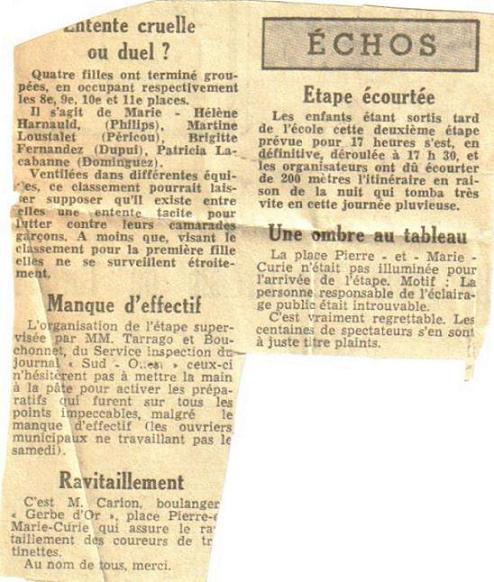 Entente cruelle
ou duel ?
Quatre filles ont terminé grou-
pées, en occupant respectivement
les 8e, 9e, 10e et 11e places.
Il s'agit de Marie - Hélène
Harnauld, (Philips), Martine
Loustalet (Péricou), Brigitte
Fernandez (Dupui), Patricia La-
cabanne (Dominguez).
Ventilées dans différentes équi-
pes, ce classement pourrait lais-
ser supposer qu'il existe entre
elles une entente tacite pour
lutter contre leurs camarades
garçons. A moins que, visant le
classement pour la première fille
elles ne se surveillent étroite-
ment.
Manque d'effectif
L'organisation de l'étape super-
visée par MM. Tarrago et Bou-
chonnet, du Service inspection du
journal « Sud - Ouest » ceux-ci
n'hésitèrent pas à mettre la main
à la pâte pour activer les prépa-
ratifs qui furent sur tous les
points impeccables, malgré le
manque d'effectif (les ouvriers
municipaux ne travaillant pas le
samedi).
Ravitaillement
C'est M. Carlon, boulanger
« Gerbe d'Or », place Pierre-e
Marie-Curie qui assure le ra
taillement des coureurs de tr
tinettes.
Au nom de tous, merci.
ÉCHOS
Etape écourtée
Les enfants étant sortis tard
de l'école cette deuxième étape
prévue pour 17 heures s'est, en
définitive, déroulée à 17 h 30, et
les organisateurs ont dû écourter
de 200 mètres l'itinéraire en rai-
son de la nuit qui tomba très
vite en cette journée pluvieuse.
Une ombre au tableau
La place Pierre - et - Marie -
Curie n'était pas illuminée pour
l'arrivée de l'étape. Motif : La
personne responsable de l'éclaira-
ge public était introuvable.
C'est vraiment regrettable. Les
centaines de spectateurs s'en sont
à juste titre plaints.